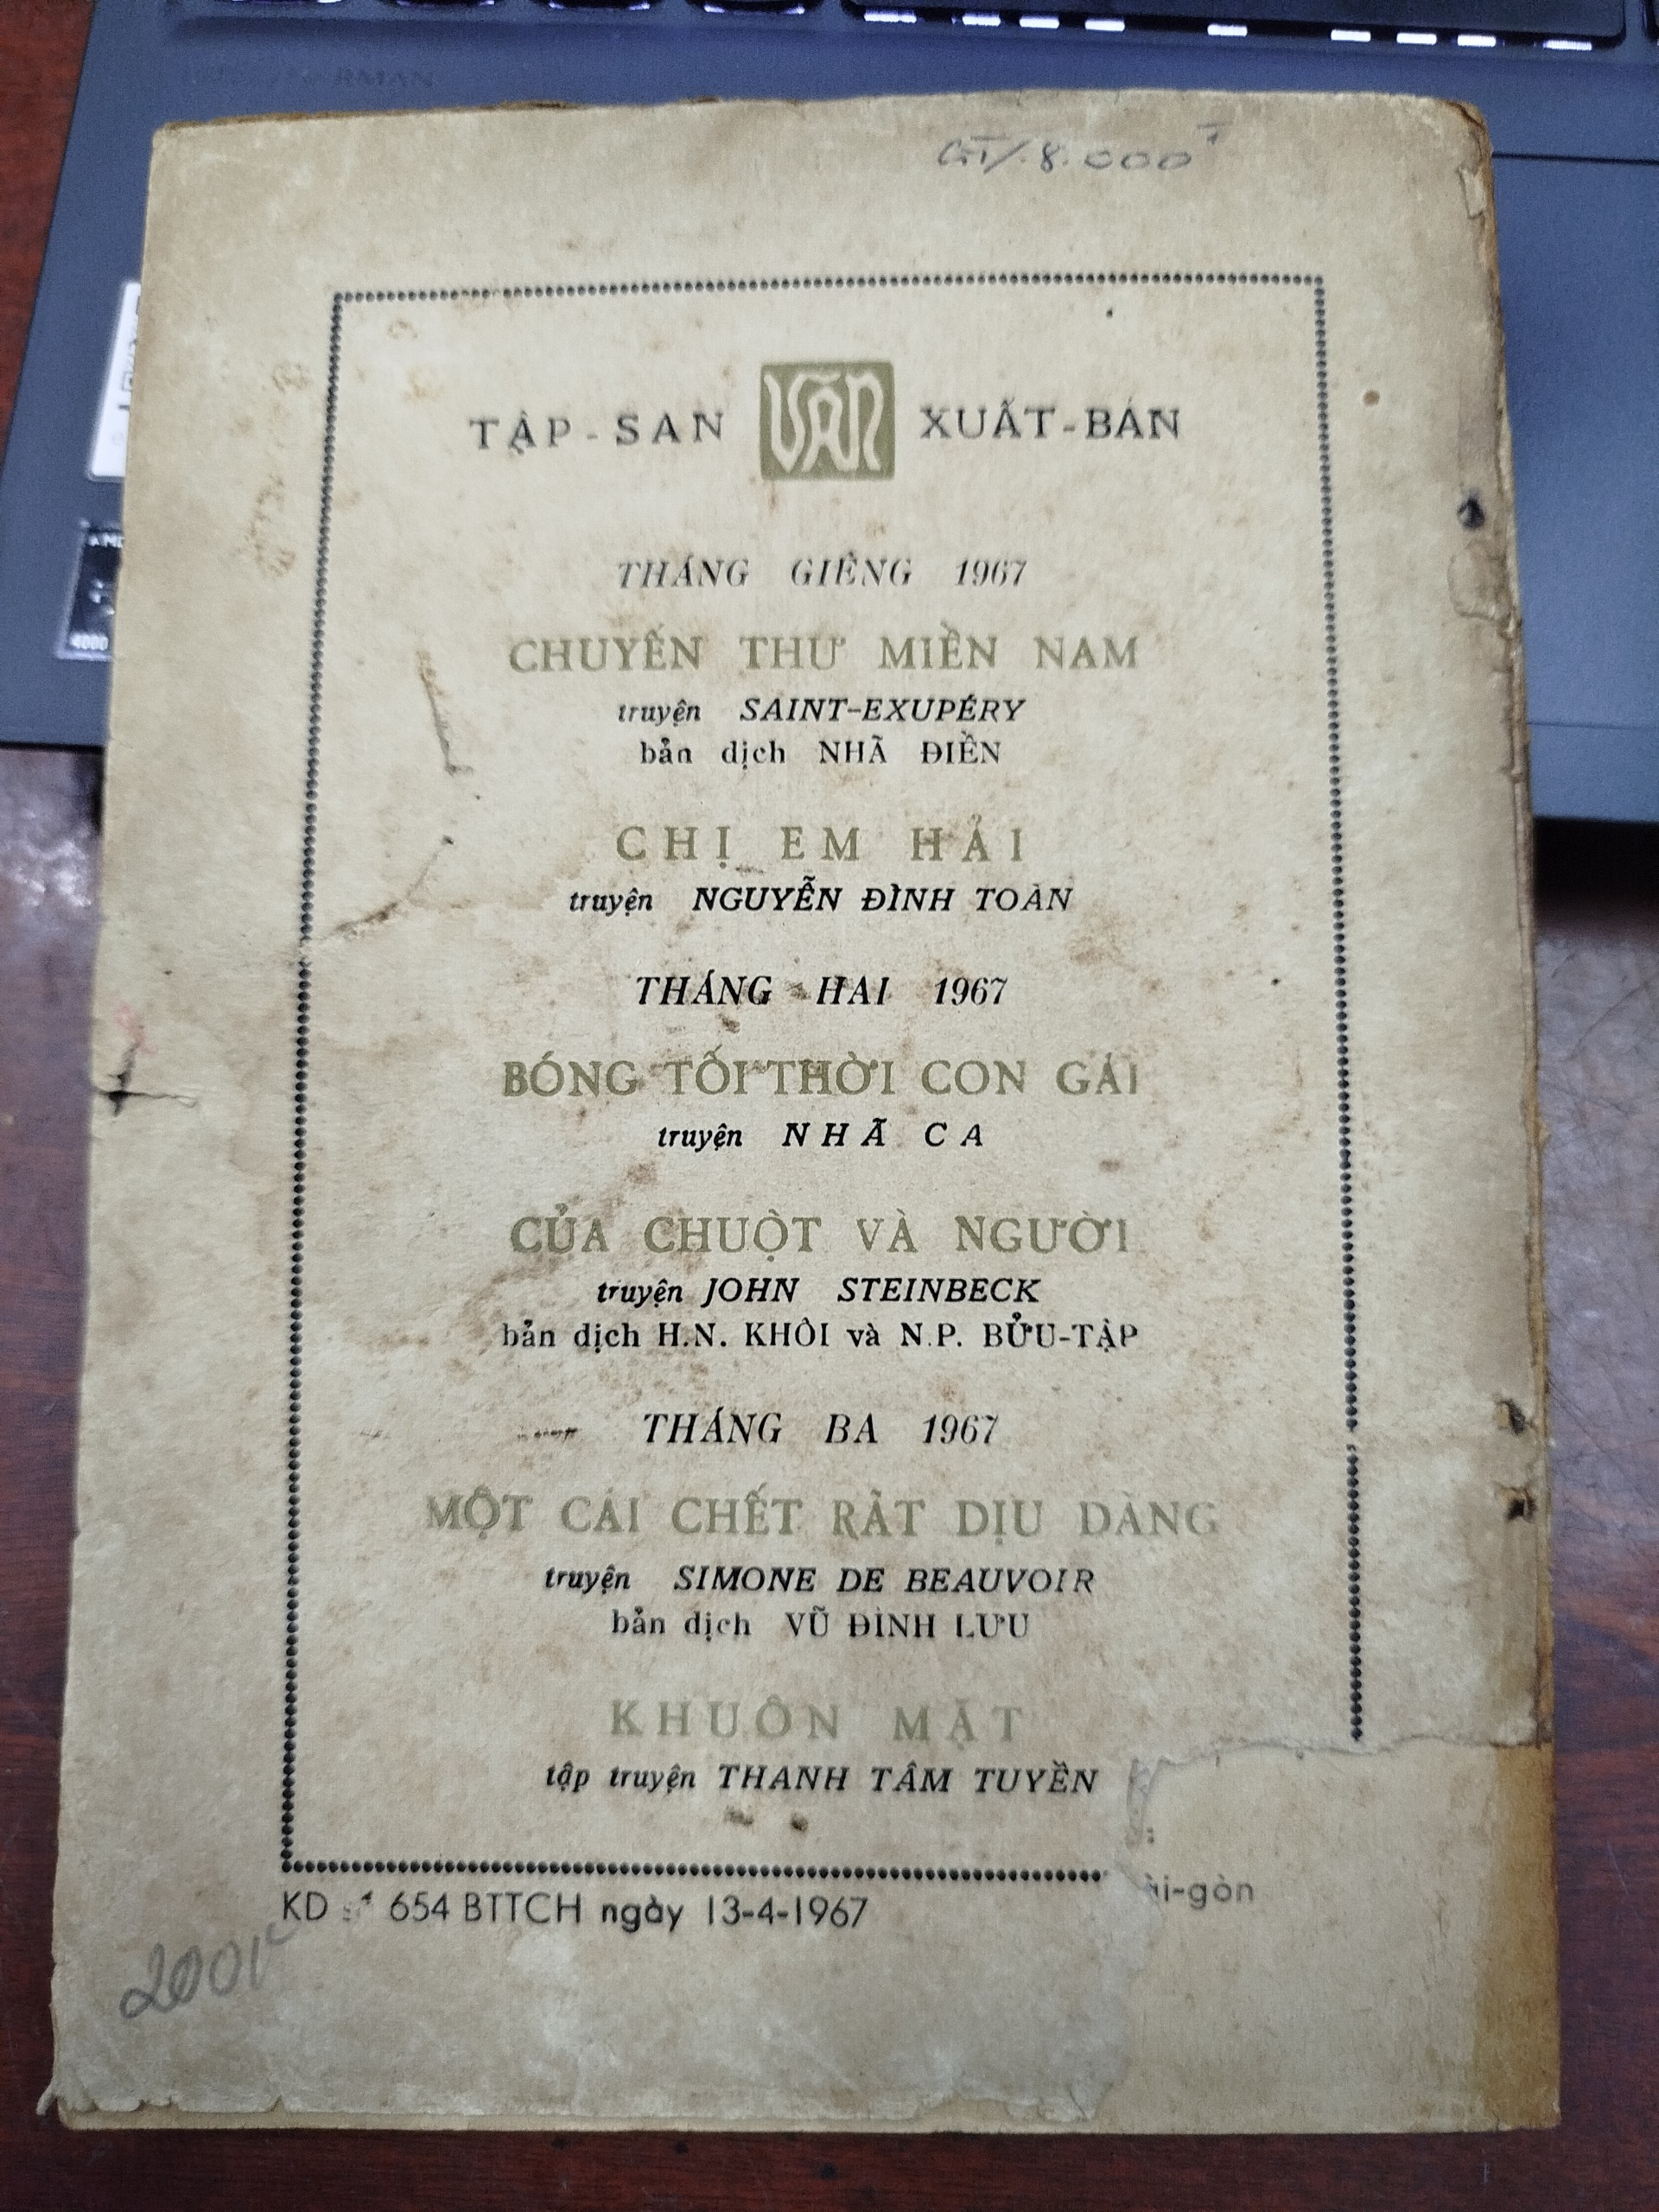 GT/. 8.000
TẬP-SAN VĂN XUẤT-BẢN
THÁNG GIÊNG 1967
CHUYẾN THƯ MIỀN NAM
truyện SAINT-EXUPÉRY
bản dịch NHÃ ĐIỀN
CHỊ EM HẢI
truyện NGUYỄN ĐÌNH TOÀN
THÁNG HAI 1967
BÓNG TỐI THỜI CON GÁI
truyện NHÃ CA
CỦA CHUỘT VÀ NGƯỜI
truyện JOHN STEINBECK
bản dịch H.N. KHÔI và N.P. BỬU-TẬP
THÁNG BA 1967
MỘT CÁI CHẾT RẤT DỊU DÀNG
truyện SIMONE DE BEAUVOIR
bản dịch VŨ ĐÌNH LƯU
KHUÔN MẶT
tập truyện THANH TÂM TUYỀN
KD số 654 BTTCH ngày 13-4-1967
ài-gòn